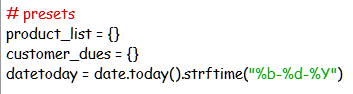 # presets
product_list = {}
customer_dues = {}
datetoday = date.today().strftime("%b-%d-%Y")